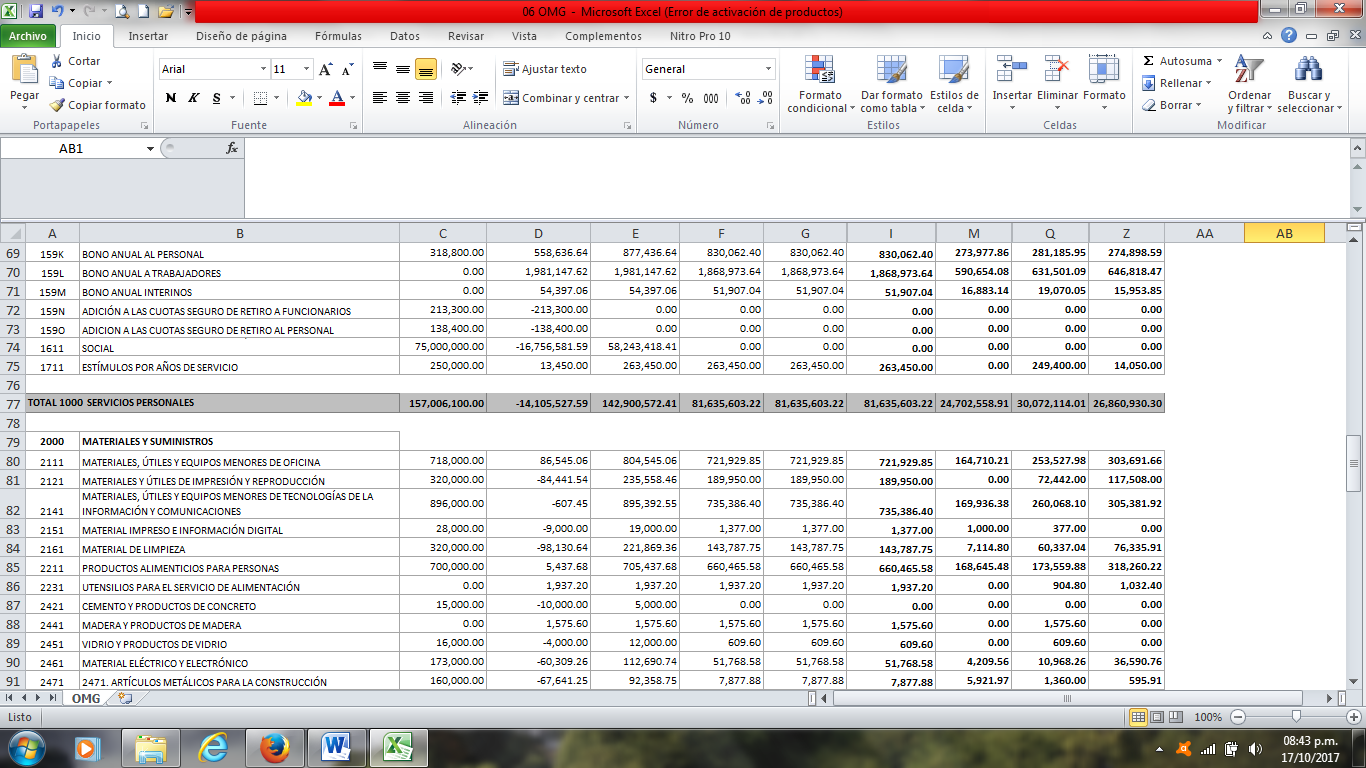 06 OMG - Microsoft Excel (Error de activación de productos)
Archivo Inicio Insertar Diseño de página Fórmulas Datos Revisar Vista Complementos Nitro Pro 10
Pegar Cortar Copiar Copiar formato Portapapeles
Arial 11 N K S Fuente
Ajustar texto Combinar y centrar Alineación
General $ % 000 Número
Formato condicional Dar formato como tabla Estilos de celda Estilos
Insertar Eliminar Formato Celdas
Σ Autosuma Rellenar Borrar Ordenar y filtrar Buscar y seleccionar Modificar
AB1 fx
A B C D E F G I M Q Z AA AB
69 159K BONO ANUAL AL PERSONAL 318,800.00 558,636.64 877,436.64 830,062.40 830,062.40 830,062.40 273,977.86 281,185.95 274,898.59
70 159L BONO ANUAL A TRABAJADORES 0.00 1,981,147.62 1,981,147.62 1,868,973.64 1,868,973.64 1,868,973.64 590,654.08 631,501.09 646,818.47
71 159M BONO ANUAL INTERINOS 0.00 54,397.06 54,397.06 51,907.04 51,907.04 51,907.04 16,883.14 19,070.05 15,953.85
72 159N ADICIÓN A LAS CUOTAS SEGURO DE RETIRO A FUNCIONARIOS 213,300.00 -213,300.00 0.00 0.00 0.00 0.00 0.00 0.00 0.00
73 159O ADICION A LAS CUOTAS SEGURO DE RETIRO AL PERSONAL 138,400.00 -138,400.00 0.00 0.00 0.00 0.00 0.00 0.00 0.00
74 1611 SOCIAL 75,000,000.00 -16,756,581.59 58,243,418.41 0.00 0.00 0.00 0.00 0.00 0.00
75 1711 ESTÍMULOS POR AÑOS DE SERVICIO 250,000.00 13,450.00 263,450.00 263,450.00 263,450.00 263,450.00 0.00 249,400.00 14,050.00
76
77 TOTAL 1000 SERVICIOS PERSONALES 157,006,100.00 -14,105,527.59 142,900,572.41 81,635,603.22 81,635,603.22 81,635,603.22 24,702,558.91 30,072,114.01 26,860,930.30
78
79 2000 MATERIALES Y SUMINISTROS
80 2111 MATERIALES, ÚTILES Y EQUIPOS MENORES DE OFICINA 718,000.00 86,545.06 804,545.06 721,929.85 721,929.85 721,929.85 164,710.21 253,527.98 303,691.66
81 2121 MATERIALES Y ÚTILES DE IMPRESIÓN Y REPRODUCCIÓN 320,000.00 -84,441.54 235,558.46 189,950.00 189,950.00 189,950.00 0.00 72,442.00 117,508.00
82 2141 MATERIALES, ÚTILES Y EQUIPOS MENORES DE TECNOLOGÍAS DE LA INFORMACIÓN Y COMUNICACIONES 896,000.00 -607.45 895,392.55 735,386.40 735,386.40 735,386.40 169,936.38 260,068.10 305,381.92
83 2151 MATERIAL IMPRESO E INFORMACIÓN DIGITAL 28,000.00 -9,000.00 19,000.00 1,377.00 1,377.00 1,377.00 1,000.00 377.00 0.00
84 2161 MATERIAL DE LIMPIEZA 320,000.00 -98,130.64 221,869.36 143,787.75 143,787.75 143,787.75 7,114.80 60,337.04 76,335.91
85 2211 PRODUCTOS ALIMENTICIOS PARA PERSONAS 700,000.00 5,437.68 705,437.68 660,465.58 660,465.58 660,465.58 168,645.48 173,559.88 318,260.22
86 2231 UTENSILIOS PARA EL SERVICIO DE ALIMENTACIÓN 0.00 1,937.20 1,937.20 1,937.20 1,937.20 1,937.20 0.00 904.80 1,032.40
87 2421 CEMENTO Y PRODUCTOS DE CONCRETO 15,000.00 -10,000.00 5,000.00 0.00 0.00 0.00 0.00 0.00 0.00
88 2441 MADERA Y PRODUCTOS DE MADERA 0.00 1,575.60 1,575.60 1,575.60 1,575.60 1,575.60 0.00 1,575.60 0.00
89 2451 VIDRIO Y PRODUCTOS DE VIDRIO 16,000.00 -4,000.00 12,000.00 609.60 609.60 609.60 0.00 609.60 0.00
90 2461 MATERIAL ELÉCTRICO Y ELECTRÓNICO 173,000.00 -60,309.26 112,690.74 51,768.58 51,768.58 51,768.58 4,209.56 10,968.26 36,590.76
91 2471 2471. ARTÍCULOS METÁLICOS PARA LA CONSTRUCCIÓN 160,000.00 -67,641.25 92,358.75 7,877.88 7,877.88 7,877.88 5,921.97 1,360.00 595.91
OMG
Listo 100%
08:43 p.m.
17/10/2017